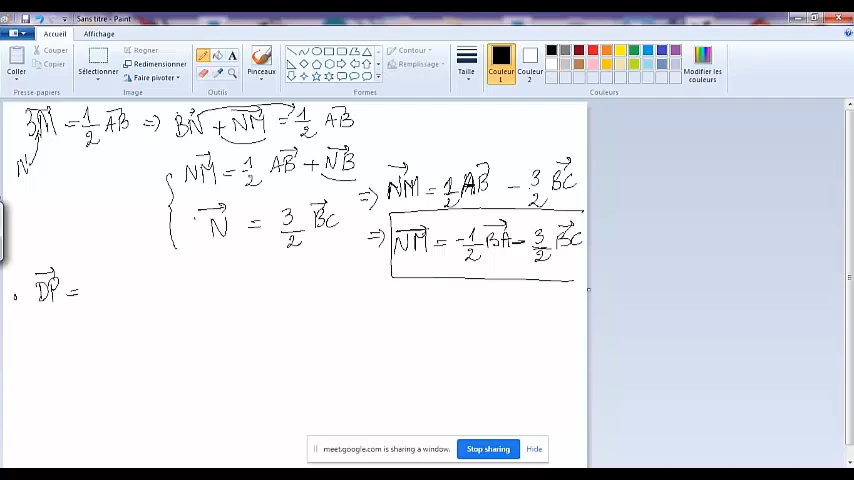 Sans titre - Paint
Accueil Affichage
Coller
Couper
Copier
Presse-papiers
Sélectionner
Rogner
Redimensionner
Faire pivoter
Image
Outils
Pinceaux
Formes
Contour
Remplissage
Taille
Couleur 1
Couleur 2
Modifier les couleurs
Couleurs
BM = 1/2 AB => BN + NM = 1/2 AB
N
NM = 1/2 AB + NB
N = 3/2 BC
=> NM = 1/2 AB - 3/2 BC
=> NM = -1/2 BA - 3/2 BC
. DP =
meet.google.com is sharing a window.
Stop sharing
Hide